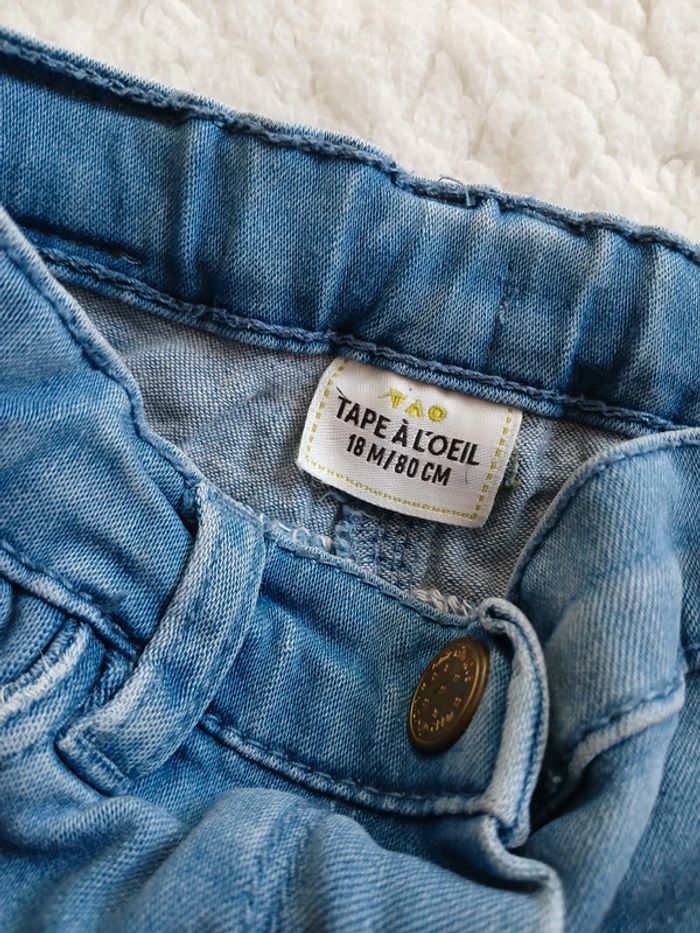 TAO
TAPE À L'OEIL
18 M/80 CM